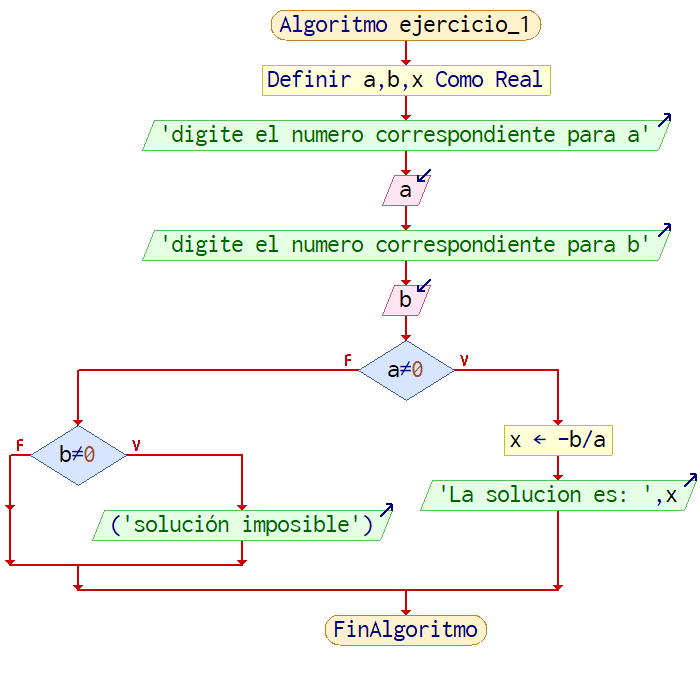 Algoritmo ejercicio_1
Definir a,b,x Como Real
'digite el numero correspondiente para a'
a
'digite el numero correspondiente para b'
b
F
a≠0
V
F
b≠0
V
x ← -b/a
'La solucion es: ',x
('solución imposible')
FinAlgoritmo